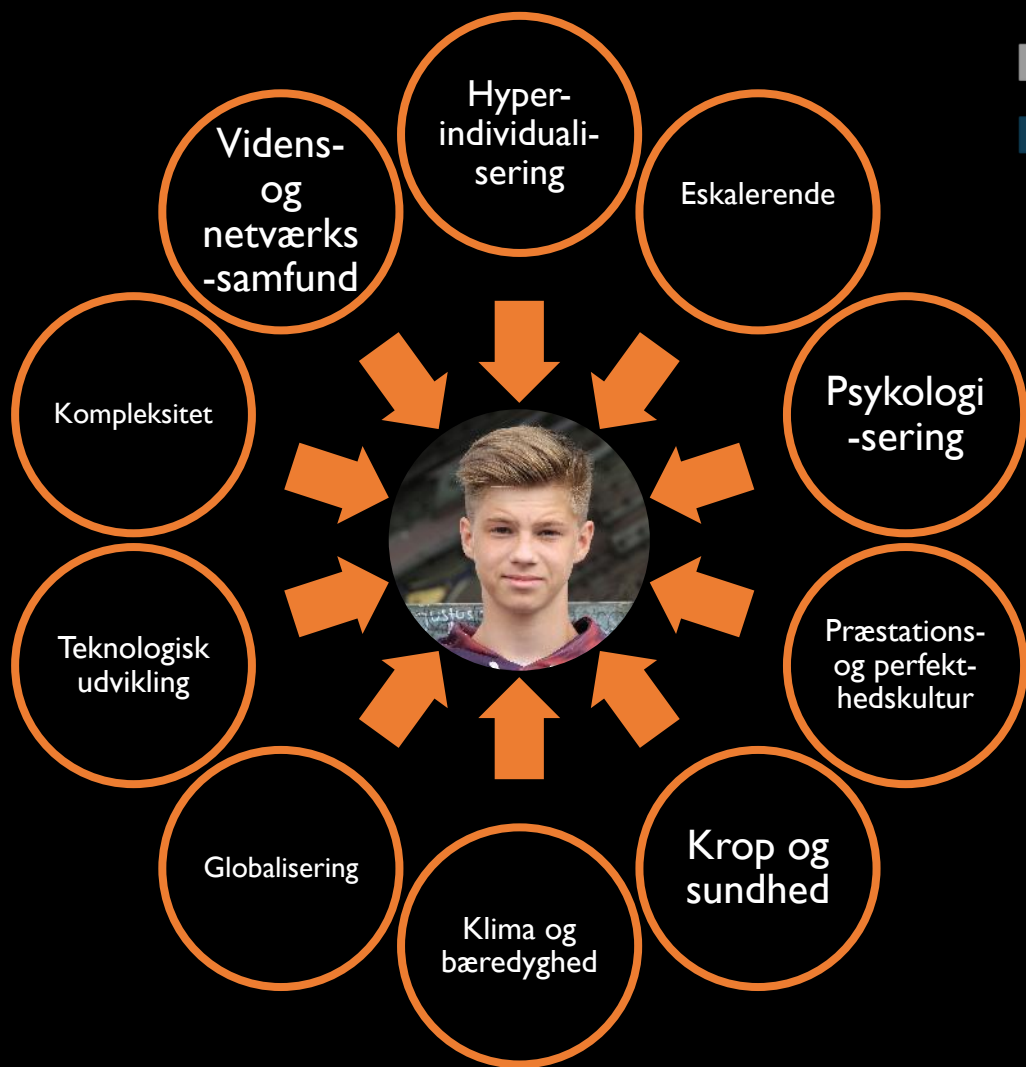 Hyper-
individuali-
sering
Eskalerende
Psykologi
-sering
Præstations-
og perfekt-
hedskultur
Krop og
sundhed
Klima og
bæredyghed
Globalisering
Teknologisk
udvikling
Kompleksitet
Videns-
og
netværks
-samfund